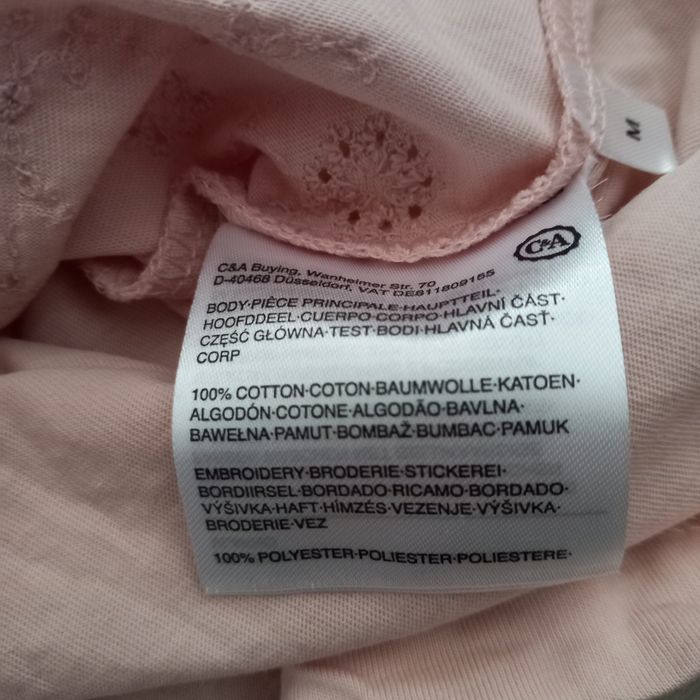 M
C&A
C&A Buying, Wanheimer Str. 70
D-40468 Düsseldorf, VAT DE811809155
BODY·PIÈCE PRINCIPALE·HAUPTTEIL·
HOOFDDEEL·CUERPO·CORPO·HLAVNÍ ČÁST·
CZĘŚĆ GŁÓWNA·TEST·BODI·HLAVNÁ ČASŤ·
CORP
100% COTTON·COTON·BAUMWOLLE·KATOEN·
ALGODÓN·COTONE·ALGODÃO·BAVLNA·
BAWEŁNA·PAMUT·BOMBAŽ·BUMBAC·PAMUK
EMBROIDERY·BRODERIE·STICKEREI·
BORDIIRSEL·BORDADO·RICAMO·BORDADO·
VÝŠIVKA·HAFT·HÍMZÉS·VEZENJE·VÝŠIVKA·
BRODERIE·VEZ
100% POLYESTER·POLIESTER·POLIESTERE·